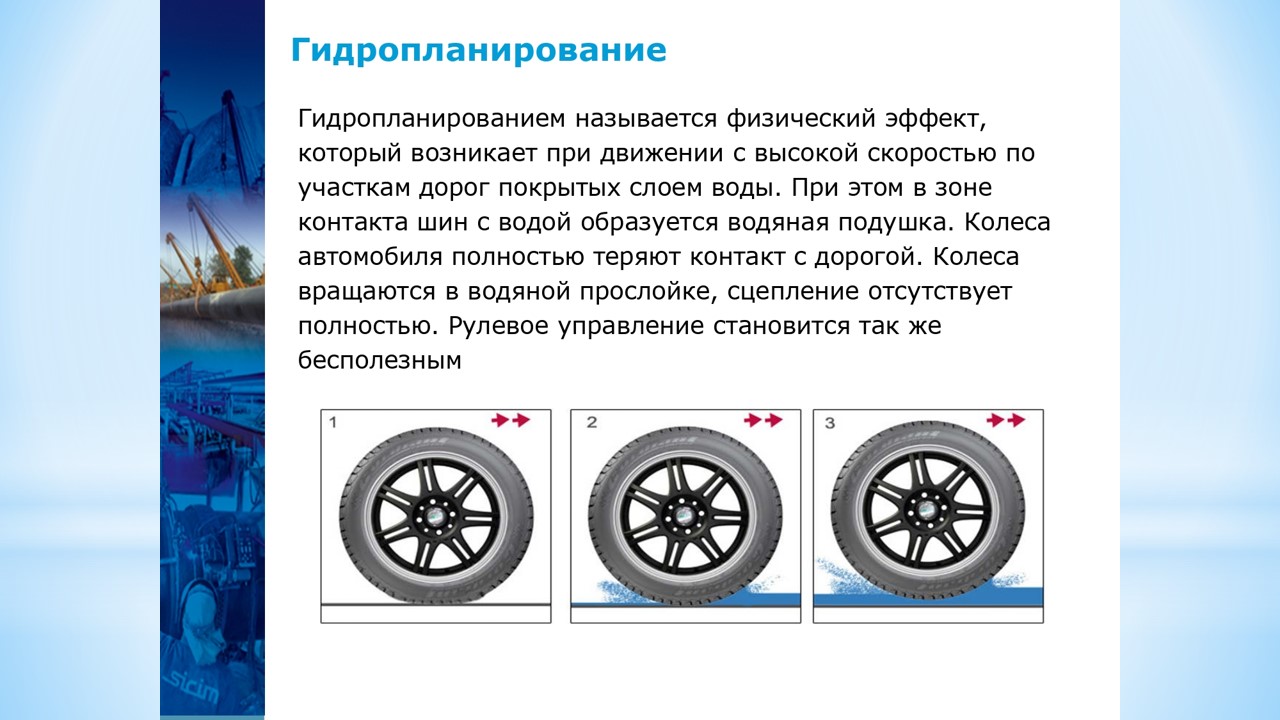 Гидропланирование
Гидропланированием называется физический эффект,
который возникает при движении с высокой скоростью по
участкам дорог покрытых слоем воды. При этом в зоне
контакта шин с водой образуется водяная подушка. Колеса
автомобиля полностью теряют контакт с дорогой. Колеса
вращаются в водяной прослойке, сцепление отсутствует
полностью. Рулевое управление становится так же
бесполезным
1
2
3
sicim